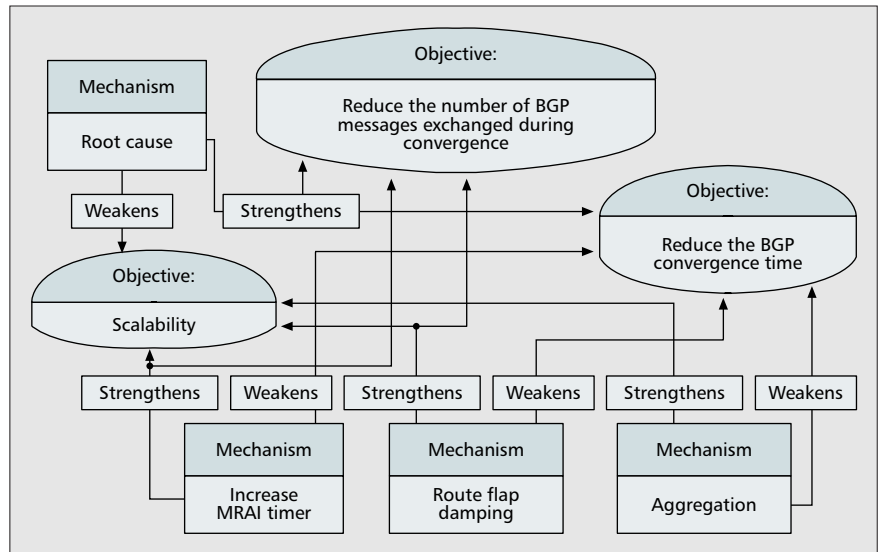 Objective:
Mechanism
Reduce the number of BGP
messages exchanged during
convergence
Root cause
Objective:
Weakens
Strengthens
Reduce the BGP
convergence time
Objective:
Scalability
Strengthens
Weakens
Strengthens
Weakens
Strengthens
Weakens
Mechanism
Mechanism
Mechanism
Increase
MRAI timer
Route flap
damping
Aggregation